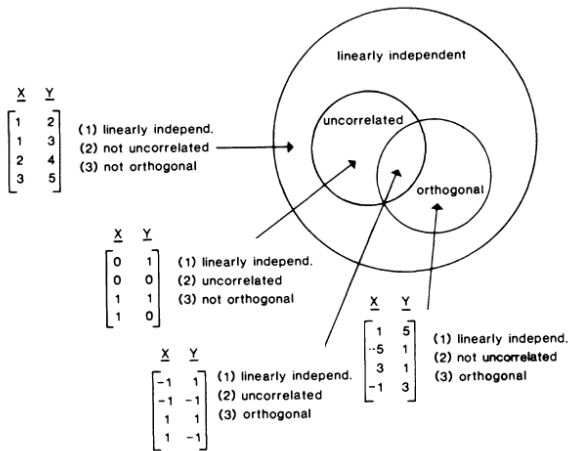 linearly independent
uncorrelated
orthogonal
X Y
1 2
1 3
2 4
3 5
(1) linearly independ.
(2) not uncorrelated
(3) not orthogonal
X Y
0 1
0 0
1 1
1 0
(1) linearly independ.
(2) uncorrelated
(3) not orthogonal
X Y
-1 1
-1 -1
1 1
1 -1
(1) linearly independ.
(2) uncorrelated
(3) orthogonal
X Y
1 5
-5 1
3 1
-1 3
(1) linearly independ.
(2) not uncorrelated
(3) orthogonal